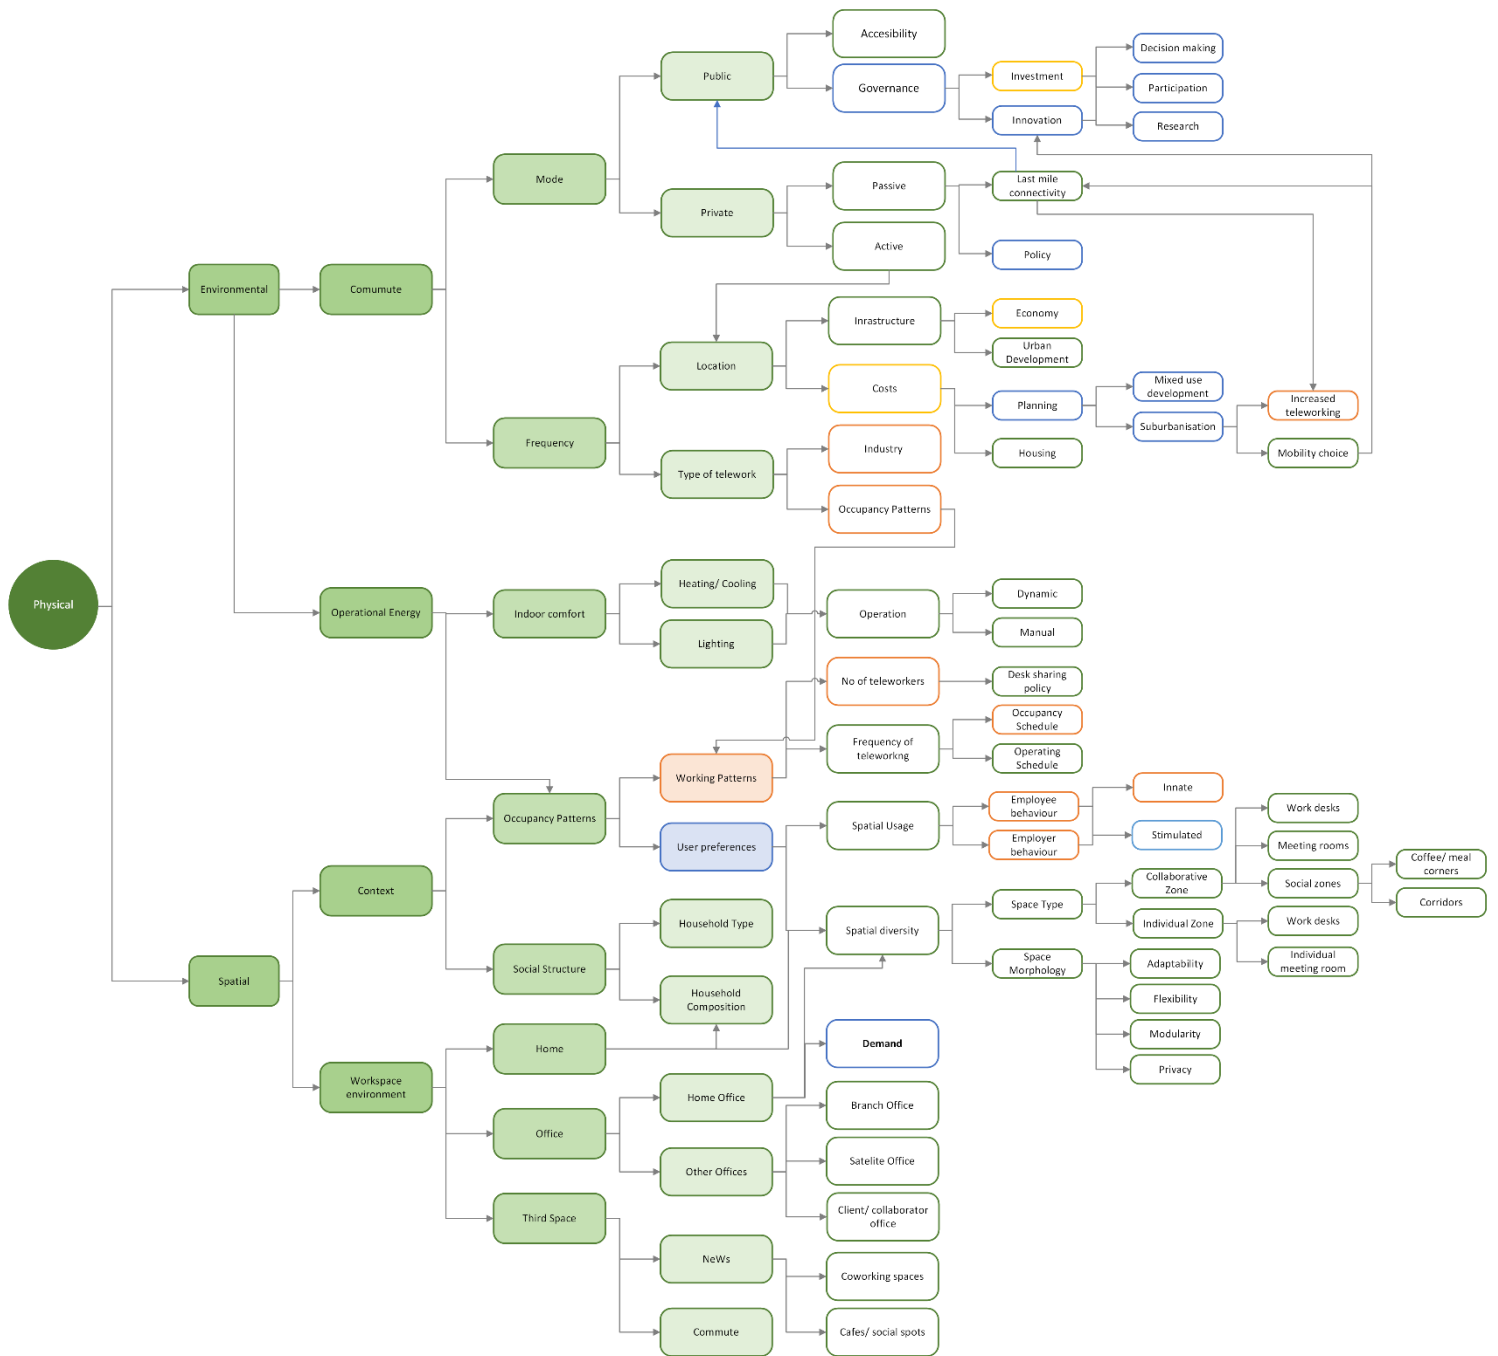 Accesibility
Decision making
Public
Investment
Governance
Participation
Innovation
Research
Mode
Passive
Last mile
connectivity
Private
Active
Policy
Environmental
Comumute
Inrastructure
Economy
Urban
Development
Location
Costs
Planning
Mixed use
development
Increased
teleworking
Suburbanisation
Frequency
Industry
Housing
Mobility choice
Type of telework
Occupancy Patterns
Physical
Operational Energy
Indoor comfort
Heating/ Cooling
Lighting
Operation
Dynamic
Manual
No of teleworkers
Desk sharing
policy
Occupancy
Schedule
Frequency of
teleworkng
Operating
Schedule
Working Patterns
Occupancy Patterns
User preferences
Spatial Usage
Employee
behaviour
Employer
behaviour
Innate
Stimulated
Work desks
Meeting rooms
Context
Collaborative
Zone
Social zones
Coffee/ meal
corners
Corridors
Household Type
Spatial diversity
Space Type
Individual Zone
Work desks
Social Structure
Space
Morphology
Adaptability
Individual
meeting room
Spatial
Household
Composition
Flexibility
Modularity
Privacy
Home
Demand
Workspace
environment
Home Office
Branch Office
Office
Other Offices
Satelite Office
Client/ collaborator
office
Third Space
NeWs
Coworking spaces
Commute
Cafes/ social spots